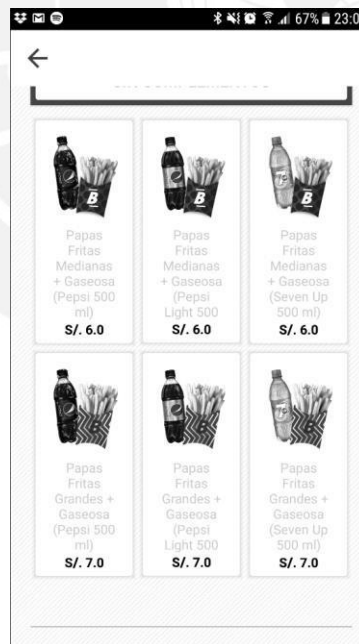 67% 23:0
Papas
Fritas
Medianas
+ Gaseosa
(Pepsi 500
ml)
S/. 6.0
Papas
Fritas
Medianas
+ Gaseosa
(Pepsi
Light 500
S/. 6.0
Papas
Fritas
Medianas
+ Gaseosa
(Seven Up
500 ml)
S/. 6.0
Papas
Fritas
Grandes +
Gaseosa
(Pepsi 500
ml)
S/. 7.0
Papas
Fritas
Grandes +
Gaseosa
(Pepsi
Light 500
S/. 7.0
Papas
Fritas
Grandes +
Gaseosa
(Seven Up
500 ml)
S/. 7.0